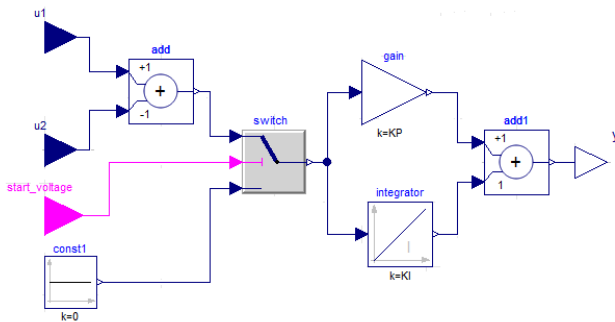 u1
add
+1
+
-1
u2
start_voltage
const1
k=0
switch
gain
k=KP
integrator
I
k=KI
add1
+1
+
1
y